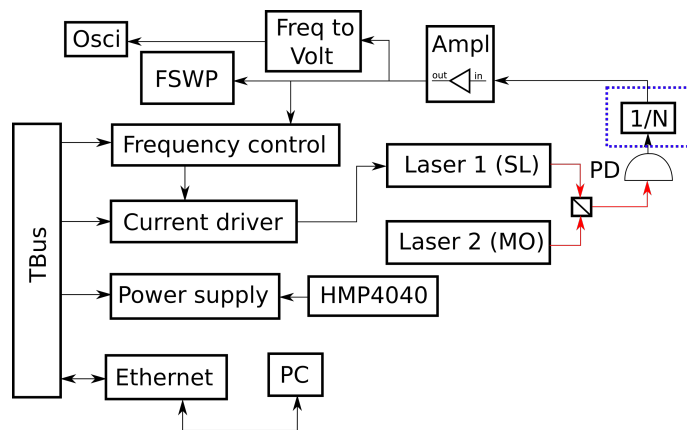 Osci
Freq to
Volt
Ampl
out
in
FSWP
1/N
Frequency control
Laser 1 (SL)
PD
Current driver
Laser 2 (MO)
TBus
Power supply
HMP4040
Ethernet
PC